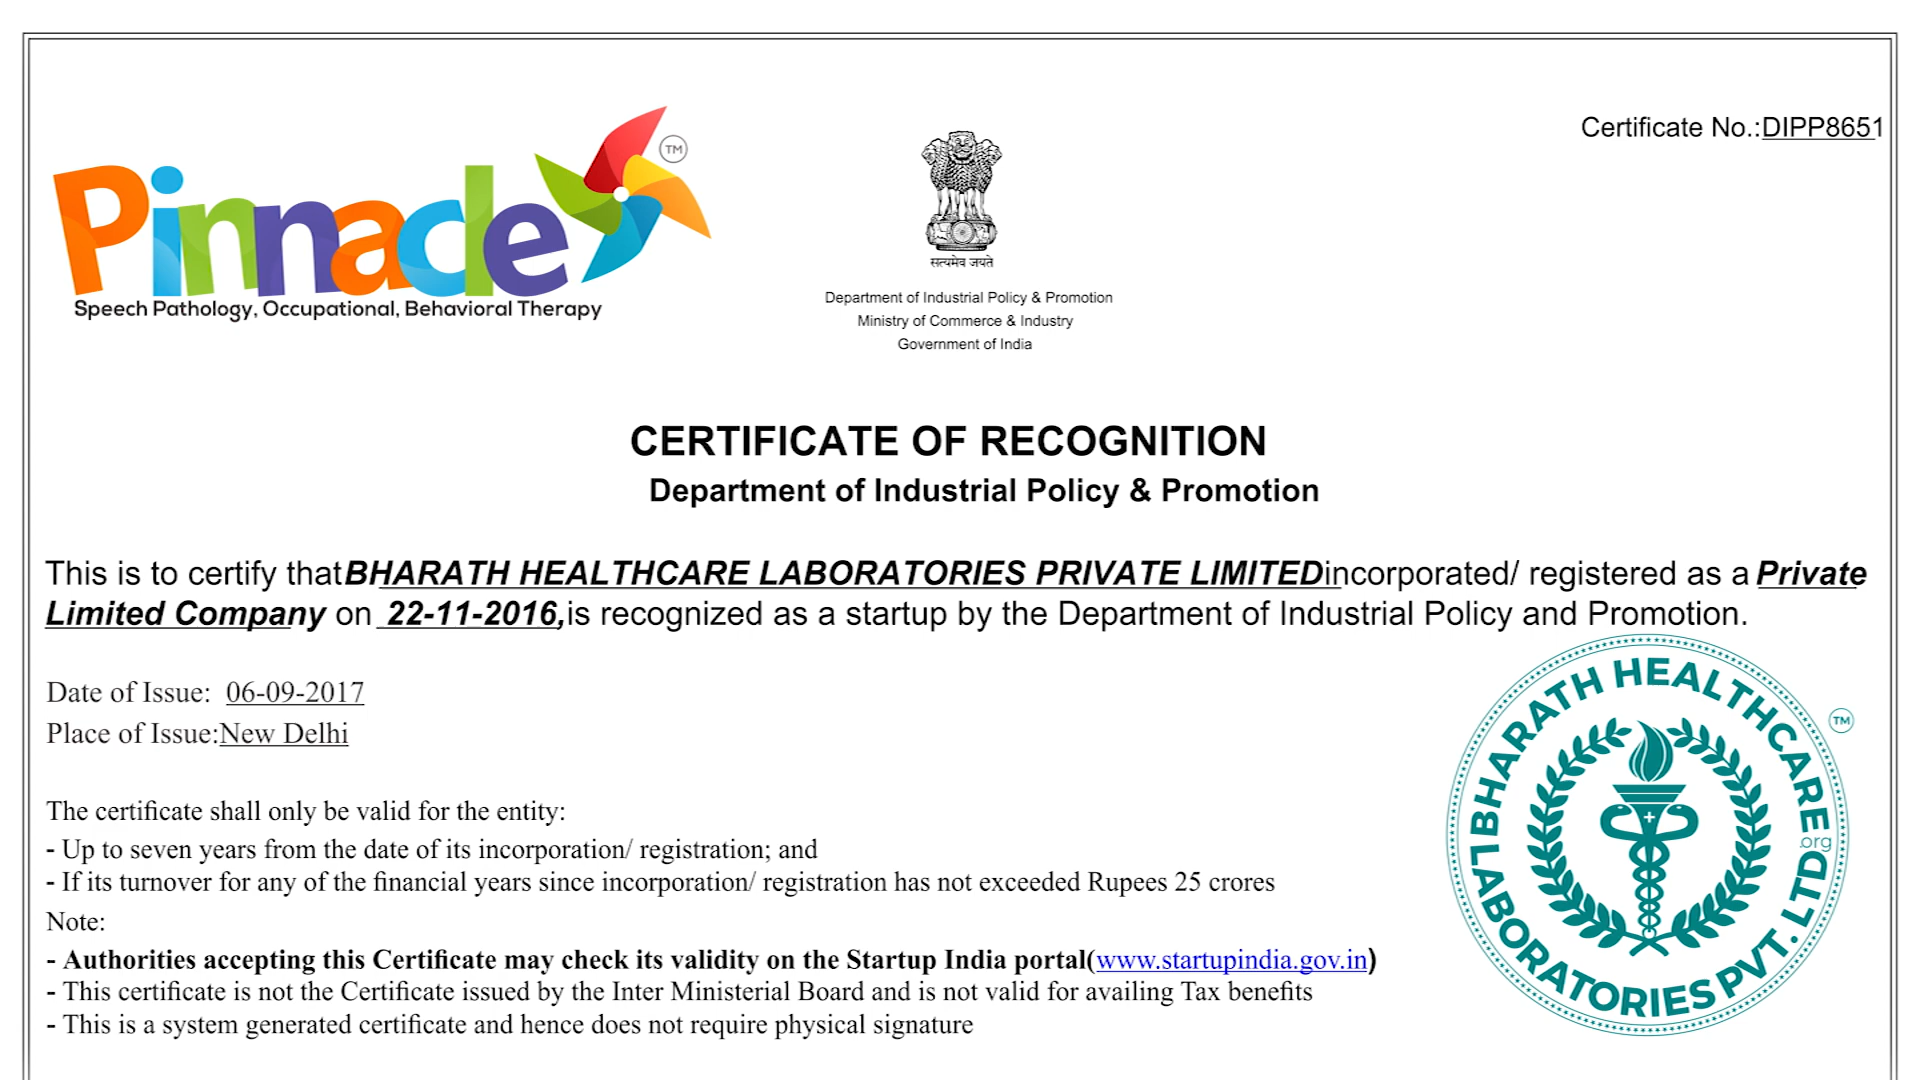 Certificate No.:DIPP8651
Pinnacle
TM
Speech Pathology, Occupational, Behavioral Therapy
सत्यमेव जयते
Department of Industrial Policy & Promotion
Ministry of Commerce & Industry
Government of India
CERTIFICATE OF RECOGNITION
Department of Industrial Policy & Promotion
This is to certify thatBHARATH HEALTHCARE LABORATORIES PRIVATE LIMITEDincorporated/ registered as a Private
Limited Company on 22-11-2016,is recognized as a startup by the Department of Industrial Policy and Promotion.
Date of Issue: 06-09-2017
Place of Issue:New Delhi
The certificate shall only be valid for the entity:
- Up to seven years from the date of its incorporation/ registration; and
- If its turnover for any of the financial years since incorporation/ registration has not exceeded Rupees 25 crores
Note:
- Authorities accepting this Certificate may check its validity on the Startup India portal(www.startupindia.gov.in)
- This certificate is not the Certificate issued by the Inter Ministerial Board and is not valid for availing Tax benefits
- This is a system generated certificate and hence does not require physical signature
BHARATH HEALTHCARE
.org
LABORATORIES PVT. LTD
TM